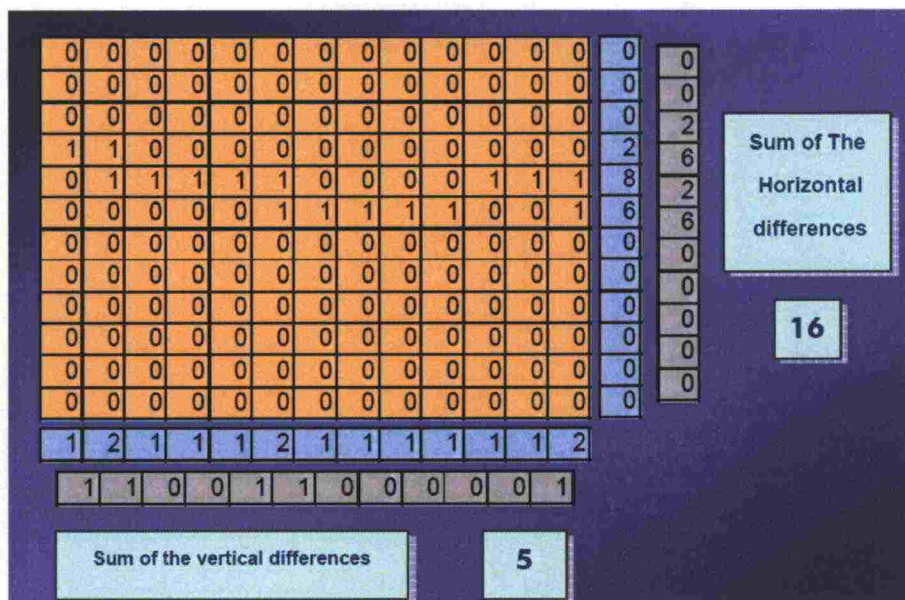 0 0 0 0 0 0 0 0 0 0 0 0 0 0
0 0 0 0 0 0 0 0 0 0 0 0 0 0
0 0 0 0 0 0 0 0 0 0 0 0 0 0
1 1 0 0 0 0 0 0 0 0 0 0 0 2
0 1 1 1 1 1 0 0 0 0 1 1 1 8
0 0 0 0 0 1 1 1 1 1 0 0 1 6
0 0 0 0 0 0 0 0 0 0 0 0 0 0
0 0 0 0 0 0 0 0 0 0 0 0 0 0
0 0 0 0 0 0 0 0 0 0 0 0 0 0
0 0 0 0 0 0 0 0 0 0 0 0 0 0
0 0 0 0 0 0 0 0 0 0 0 0 0 0
0 0 0 0 0 0 0 0 0 0 0 0 0 0
1 2 1 1 1 2 1 1 1 1 1 1 2
1 1 0 0 1 1 0 0 0 0 0 1
0
0
2
6
2
6
0
0
0
0
0
Sum of The
Horizontal
differences
16
Sum of the vertical differences
5